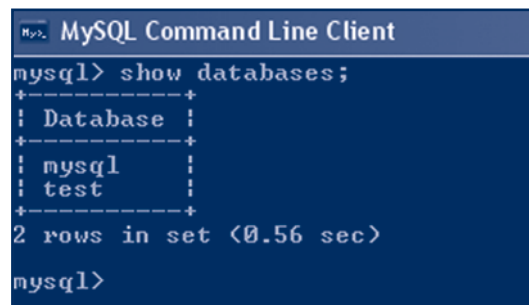 MySQL Command Line Client
mysql> show databases;
+----------+
| Database |
+----------+
| mysql    |
| test     |
+----------+
2 rows in set (0.56 sec)
mysql>